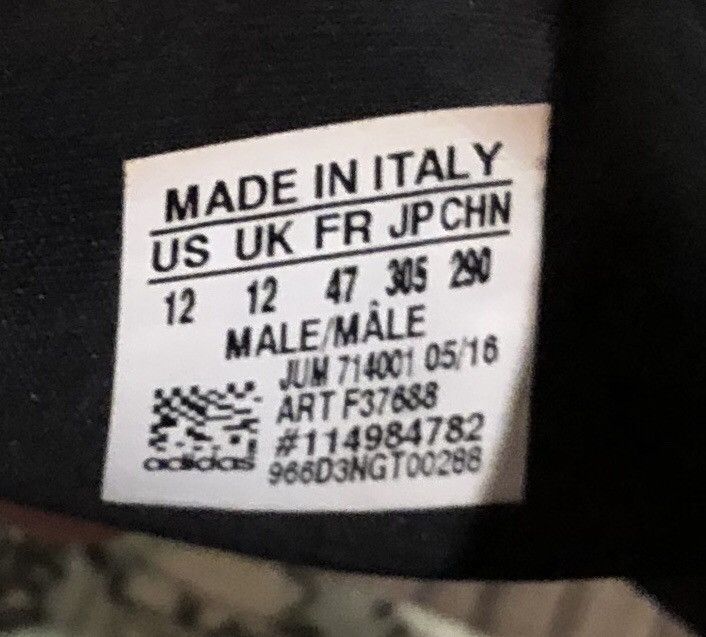 MADE IN ITALY
US UK FR JP CHN
12 12 47 305 290
MALE/MÂLE
JUM 714001 05/16
ART F37688
#114984782
adidas 966D3NGT00288